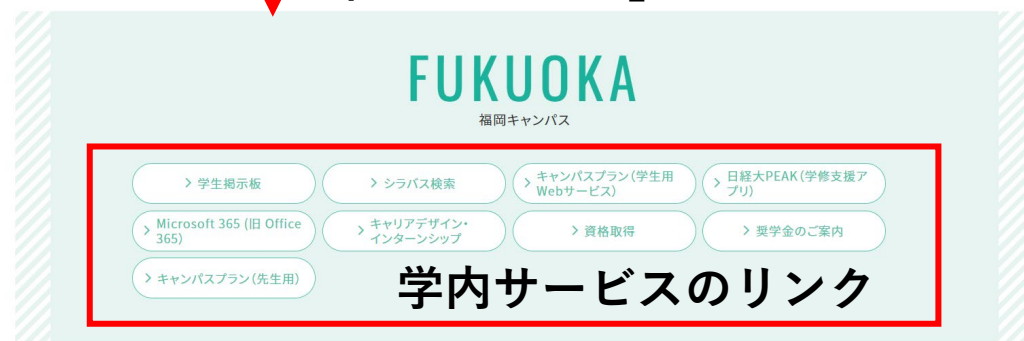 FUKUOKA
福岡キャンパス
> 学生掲示板
> シラバス検索
> キャンパスプラン(学生用
Webサービス)
> 日経大PEAK(学修支援ア
プリ)
> Microsoft 365 (旧 Office
365)
> キャリアデザイン・
インターンシップ
> 資格取得
> 奨学金のご案内
> キャンパスプラン(先生用)
学内サービスのリンク